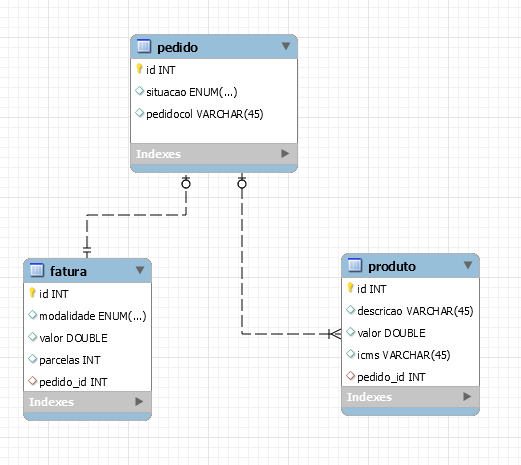 pedido
id INT
situacao ENUM(...)
pedidocol VARCHAR(45)
Indexes
fatura
id INT
modalidade ENUM(...)
valor DOUBLE
parcelas INT
pedido_id INT
Indexes
produto
id INT
descricao VARCHAR(45)
valor DOUBLE
icms VARCHAR(45)
pedido_id INT
Indexes